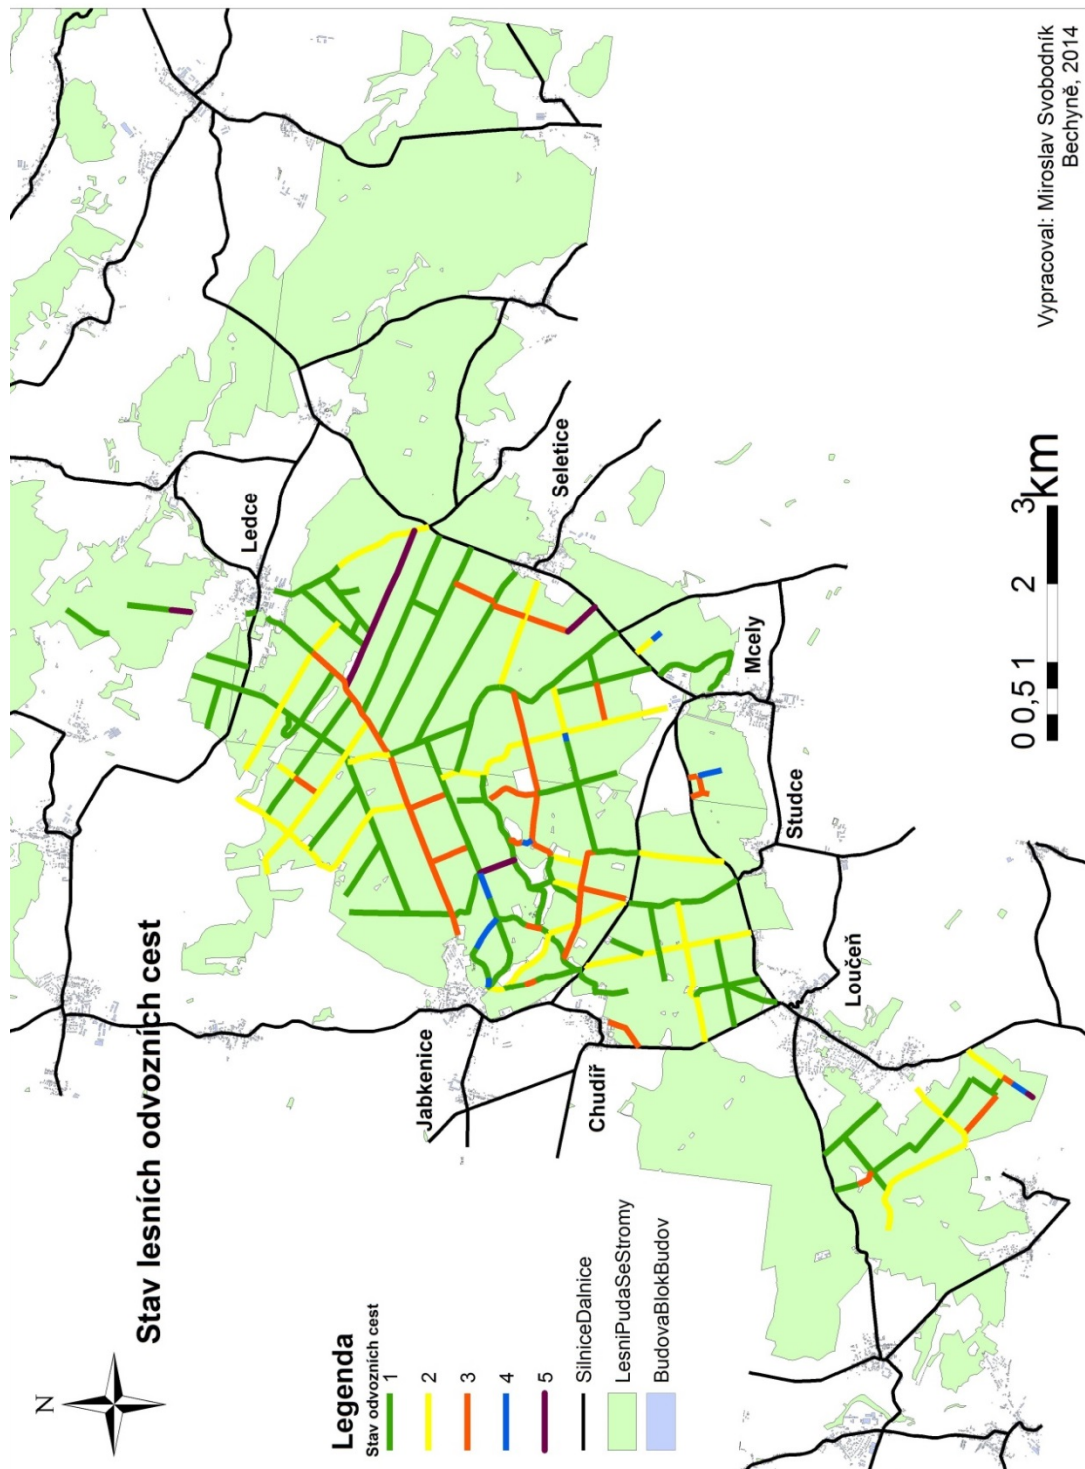 Stav lesních odvozních cest
N
Legenda
Stav odvozních cest
1
2
3
4
5
SilniceDalnice
LesniPudaSeStromy
BudovaBlokBudov
Ledce
Seletice
Jabkenice
Chudíř
Mcely
Studce
Loučeň
0 0,5 1 2 3
km
Vypracoval: Miroslav Svobodník
Bechyně, 2014